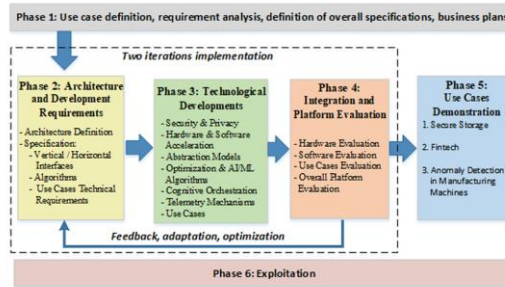 Phase 1: Use case definition, requirement analysis, definition of overall specifications, business plans
Two iterations implementation
Phase 2: Architecture
and Development
Requirements
- Architecture Definition
- Specification:
- Vertical / Horizontal
Interfaces
- Algorithms
- Use Cases Technical
Requirements
Phase 3: Technological
Developments
- Security & Privacy
- Hardware & Software
Acceleration
- Abstraction Models
- Optimization & AI/ML
Algorithms
- Cognitive Orchestration
- Telemetry Mechanisms
- Use Cases
Phase 4:
Integration and
Platform Evaluation
- Hardware Evaluation
- Software Evaluation
- Use Cases Evaluation
- Overall Platform
Evaluation
Phase 5:
Use Cases
Demonstration
1. Secure Storage
2. Fintech
3. Anomaly Detection
in Manufacturing
Machines
Feedback, adaptation, optimization
Phase 6: Exploitation